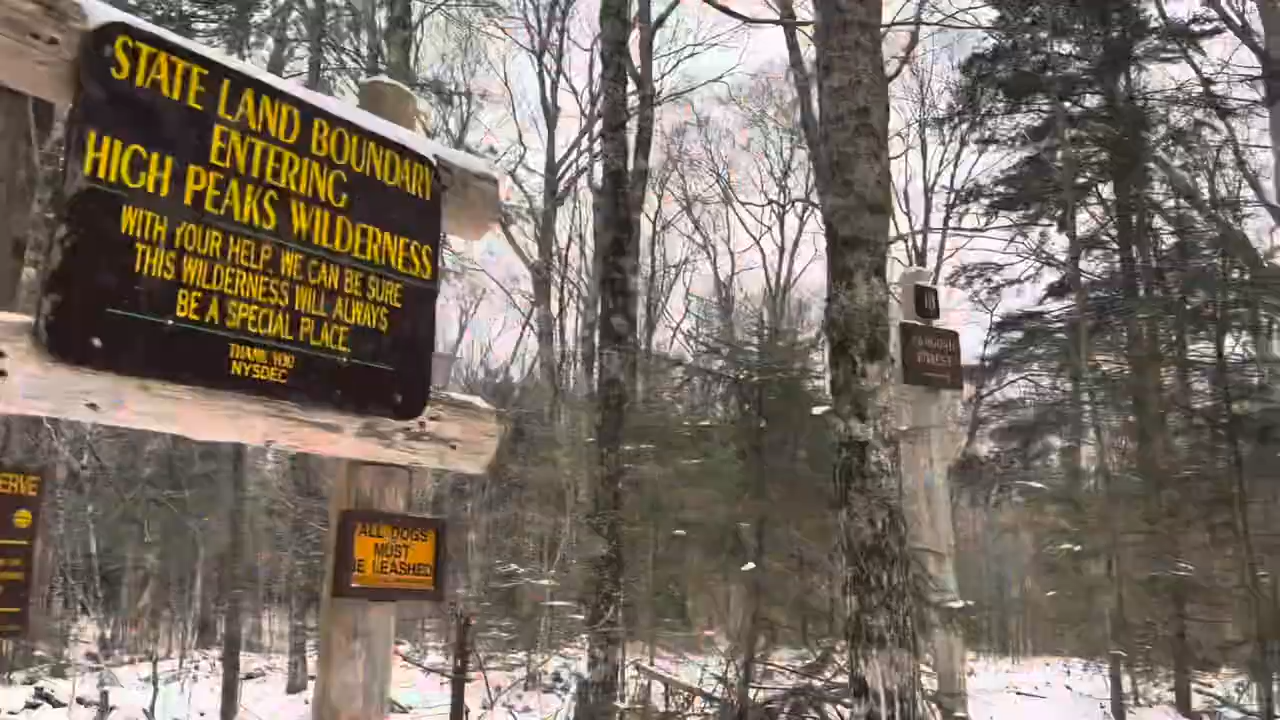 STATE LAND BOUNDARY
ENTERING
HIGH PEAKS WILDERNESS
WITH YOUR HELP, WE CAN BE SURE
THIS WILDERNESS WILL ALWAYS
BE A SPECIAL PLACE.
THANK YOU
NYSDEC
ERVE
ALL DOGS
MUST
BE LEASHED